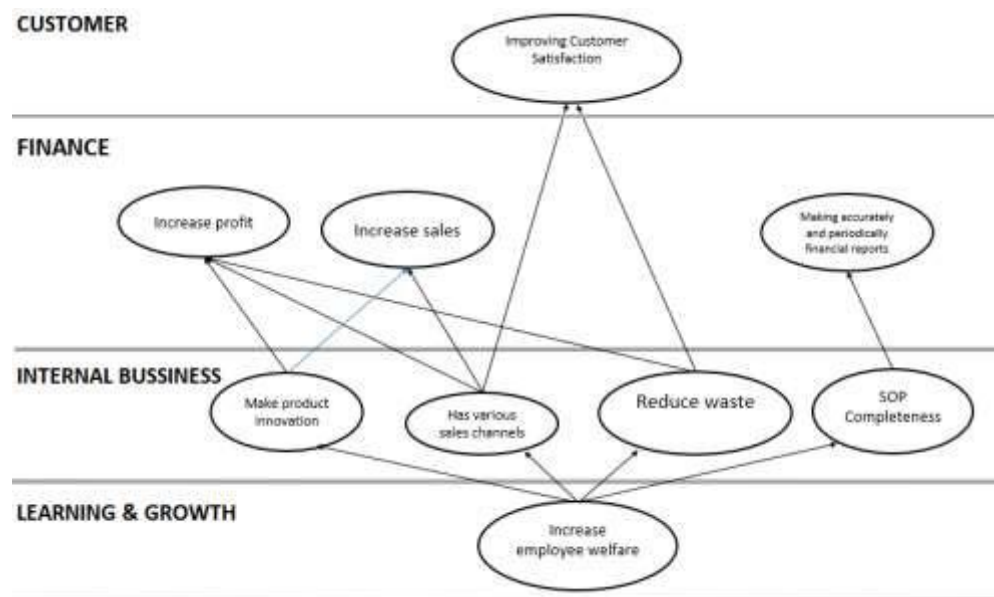 CUSTOMER
Improving Customer
Satisfaction
FINANCE
Increase profit
Increase sales
Making accurately
and periodically
financial reports
INTERNAL BUSSINESS
Make product
innovation
Has various
sales channels
Reduce waste
SOP
Completeness
LEARNING & GROWTH
Increase
employee welfare